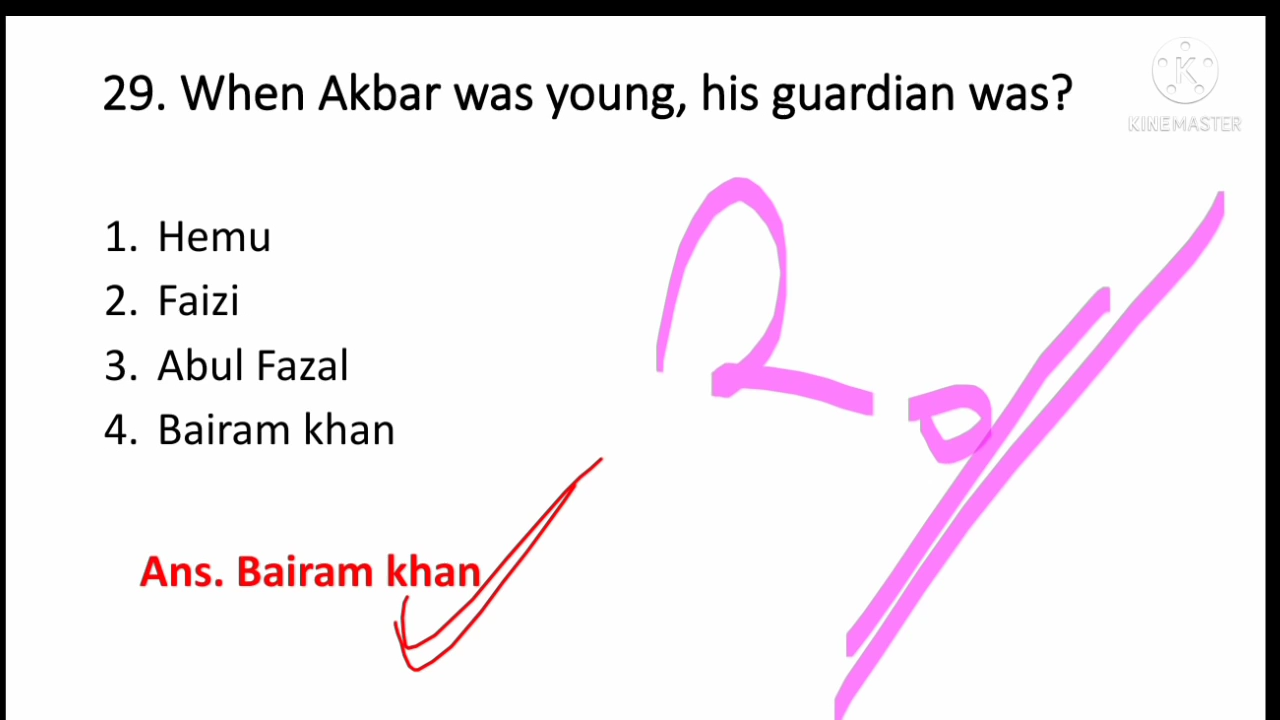 29. When Akbar was young, his guardian was?
K
KINEMASTER
1. Hemu
2. Faizi
3. Abul Fazal
4. Bairam khan
Ans. Bairam khan